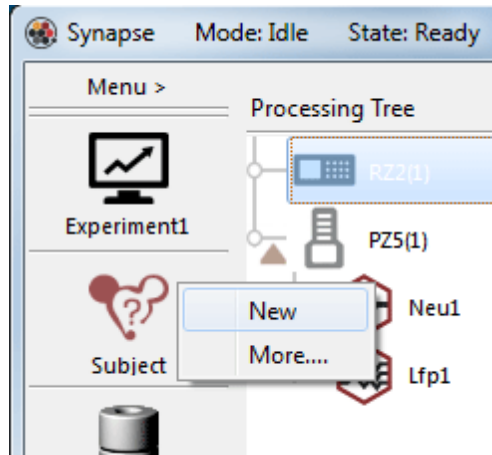 Synapse Mode: Idle State: Ready
Menu >
Processing Tree
Experiment1
RZ2(1)
PZ5(1)
Subject
?
New
More....
Neu1
Lfp1